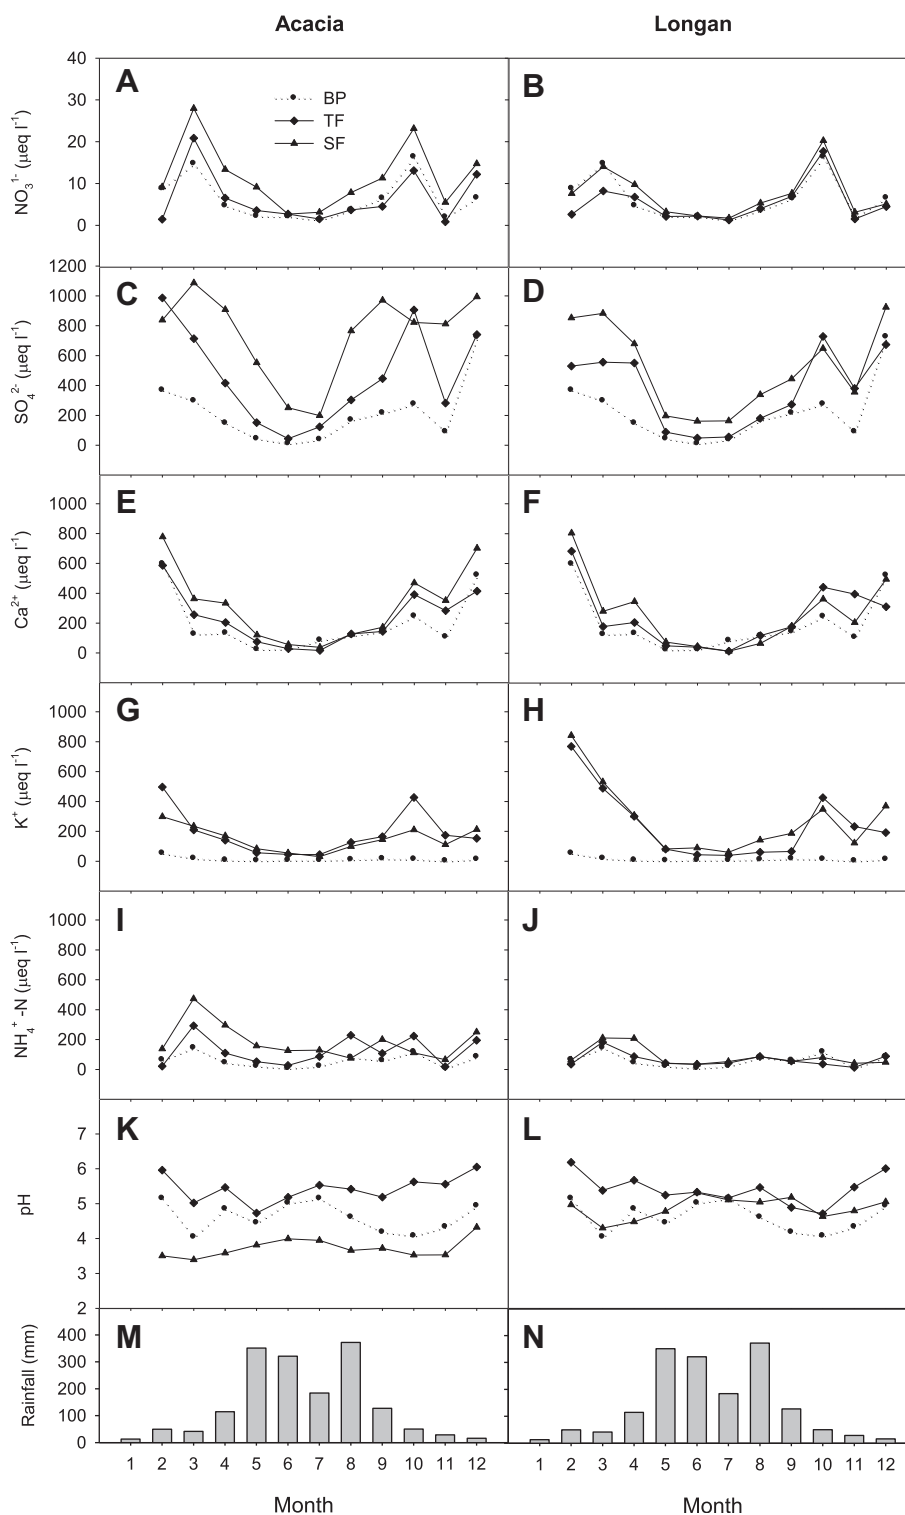 Acacia Longan
A B
BP
TF
SF
NO₃¹⁻ (µeq l⁻¹)
40
30
20
10
0
1200
C D
SO₄²⁻ (µeq l⁻¹)
1000
800
600
400
200
0
E F
Ca²⁺ (µeq l⁻¹)
1000
800
600
400
200
0
G H
K⁺ (µeq l⁻¹)
1000
800
600
400
200
0
I J
NH₄⁺ -N (µeq l⁻¹)
1000
800
600
400
200
0
K L
pH
7
6
5
4
3
2
M N
Rainfall (mm)
400
300
200
100
0
1 2 3 4 5 6 7 8 9 10 11 12 1 2 3 4 5 6 7 8 9 10 11 12
Month Month